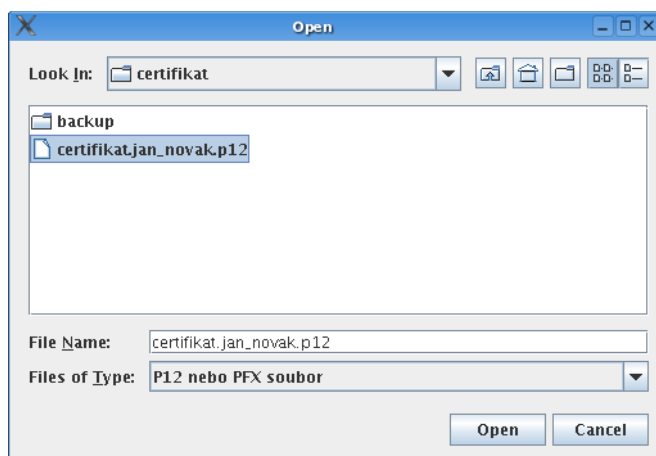 Open
Look In: certifikat
backup
certifikat.jan_novak.p12
File Name: certifikat.jan_novak.p12
Files of Type: P12 nebo PFX soubor
Open Cancel